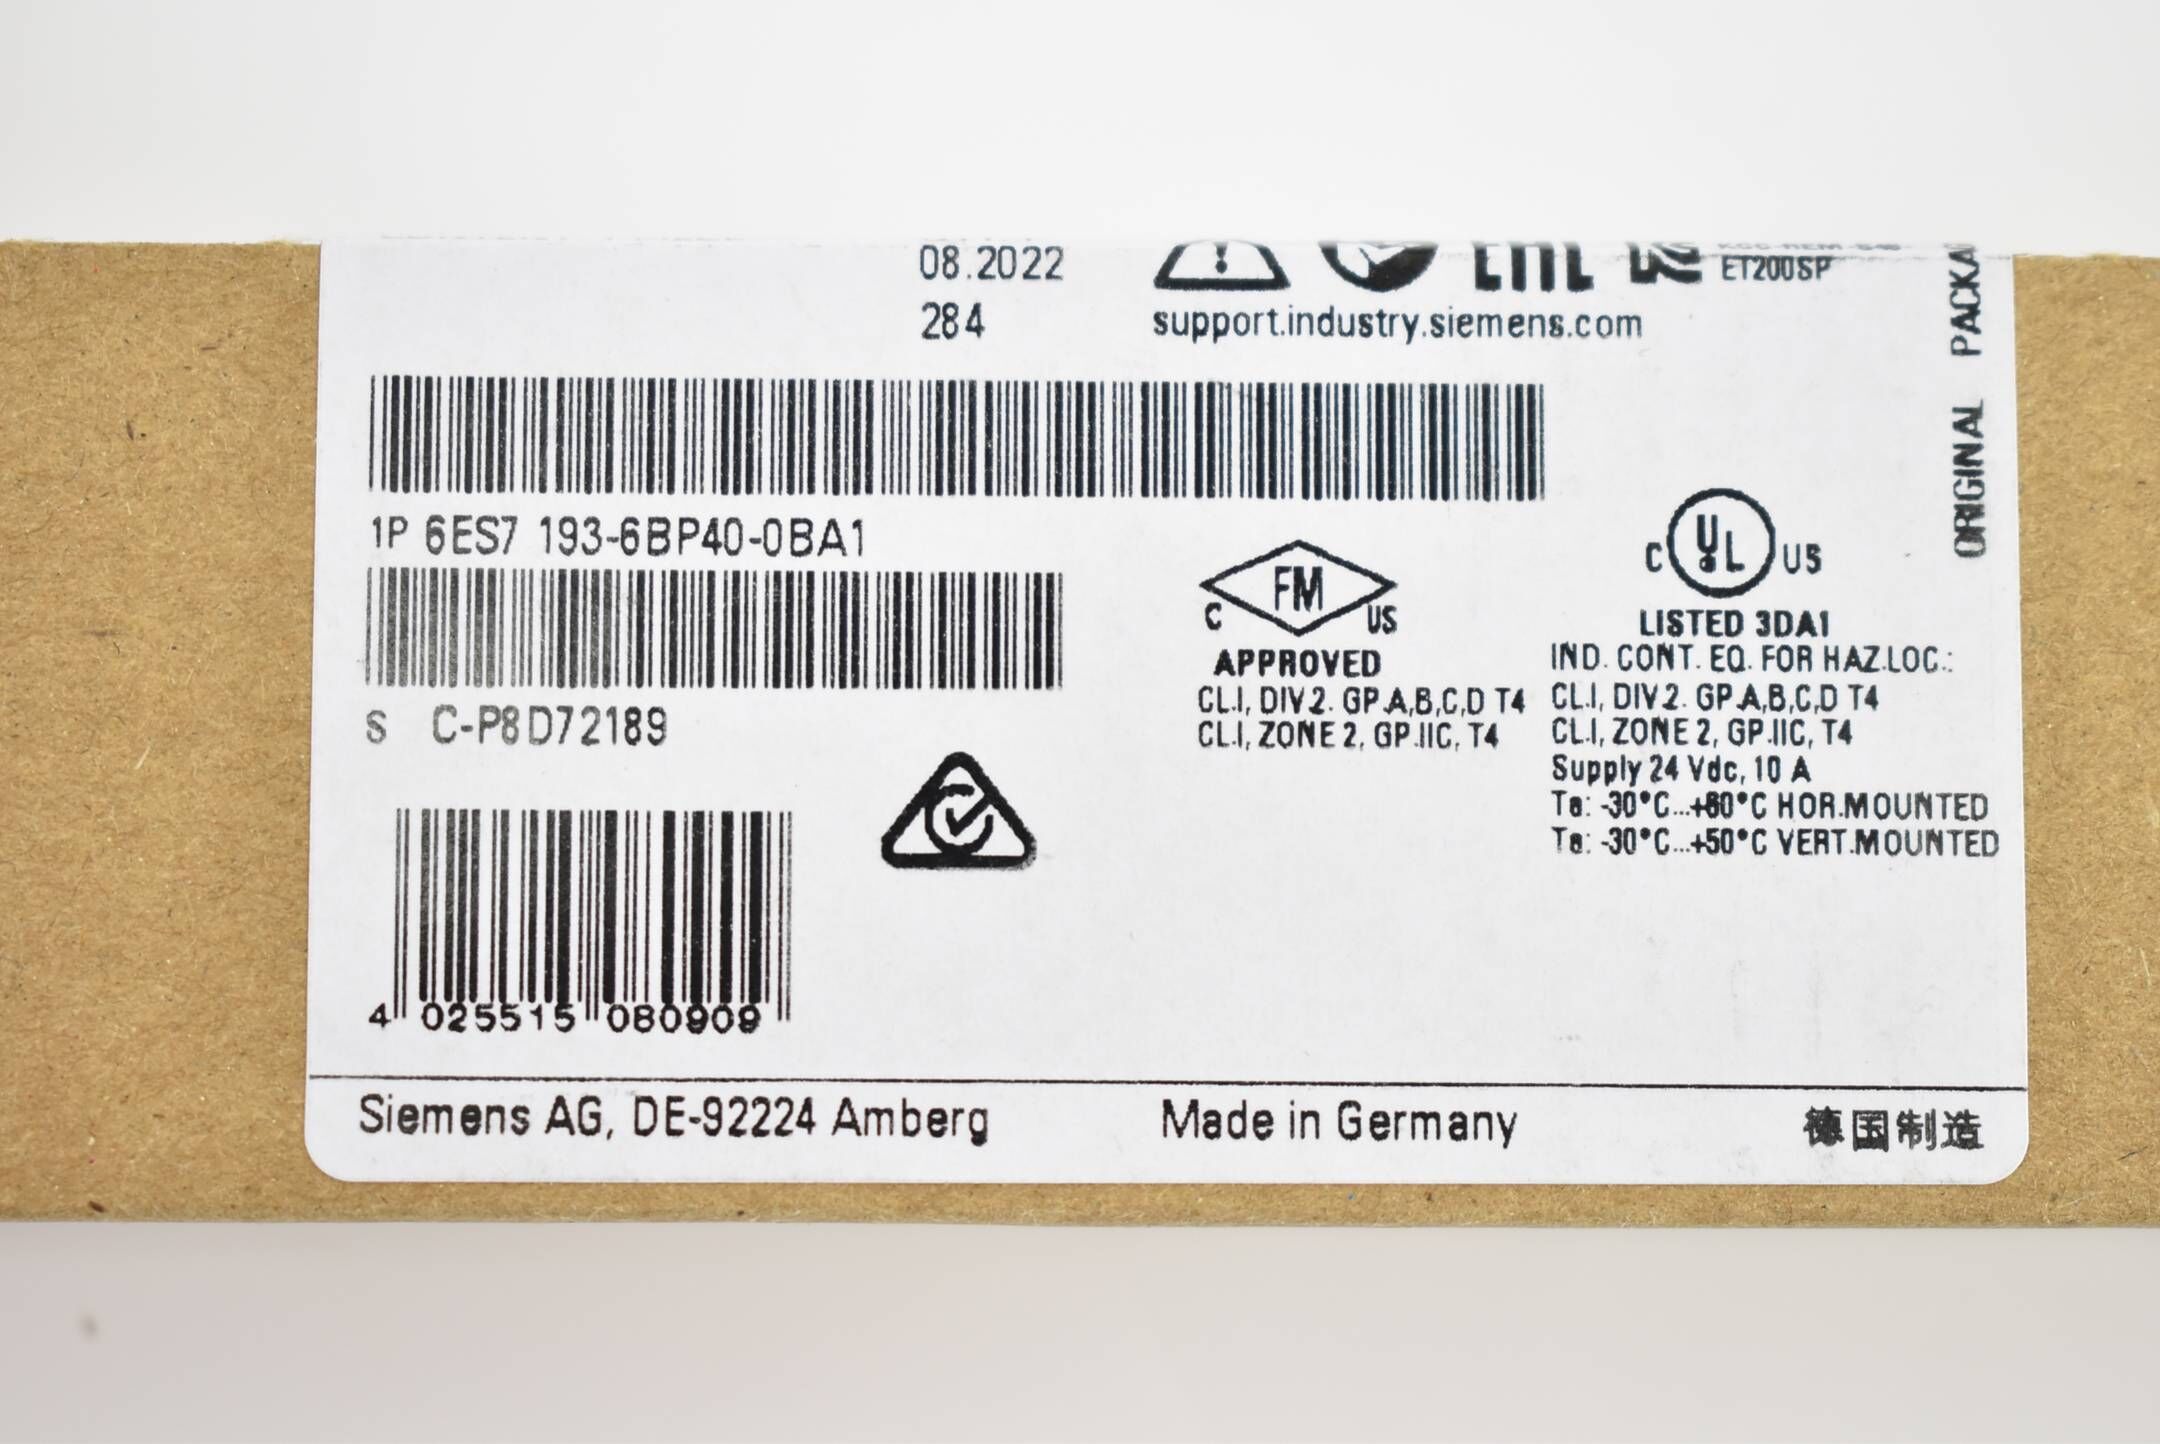 08.2022
284
EAC
ET200SP
support.industry.siemens.com
ORIGINAL
1P 6ES7 193-6BP40-0BA1
S C-P8D72189
4 025515 080909
FM
C US
APPROVED
CL.I, DIV.2. GP.A,B,C,D T4
CL.I, ZONE 2, GP.IIC, T4
C UL US
LISTED 3DA1
IND. CONT. EQ. FOR HAZ.LOC.:
CL.I, DIV.2. GP.A,B,C,D T4
CL.I, ZONE 2, GP.IIC, T4
Supply 24 Vdc, 10 A
Ta: -30°C...+60°C HOR.MOUNTED
Ta: -30°C...+50°C VERT.MOUNTED
Siemens AG, DE-92224 Amberg
Made in Germany
德国制造